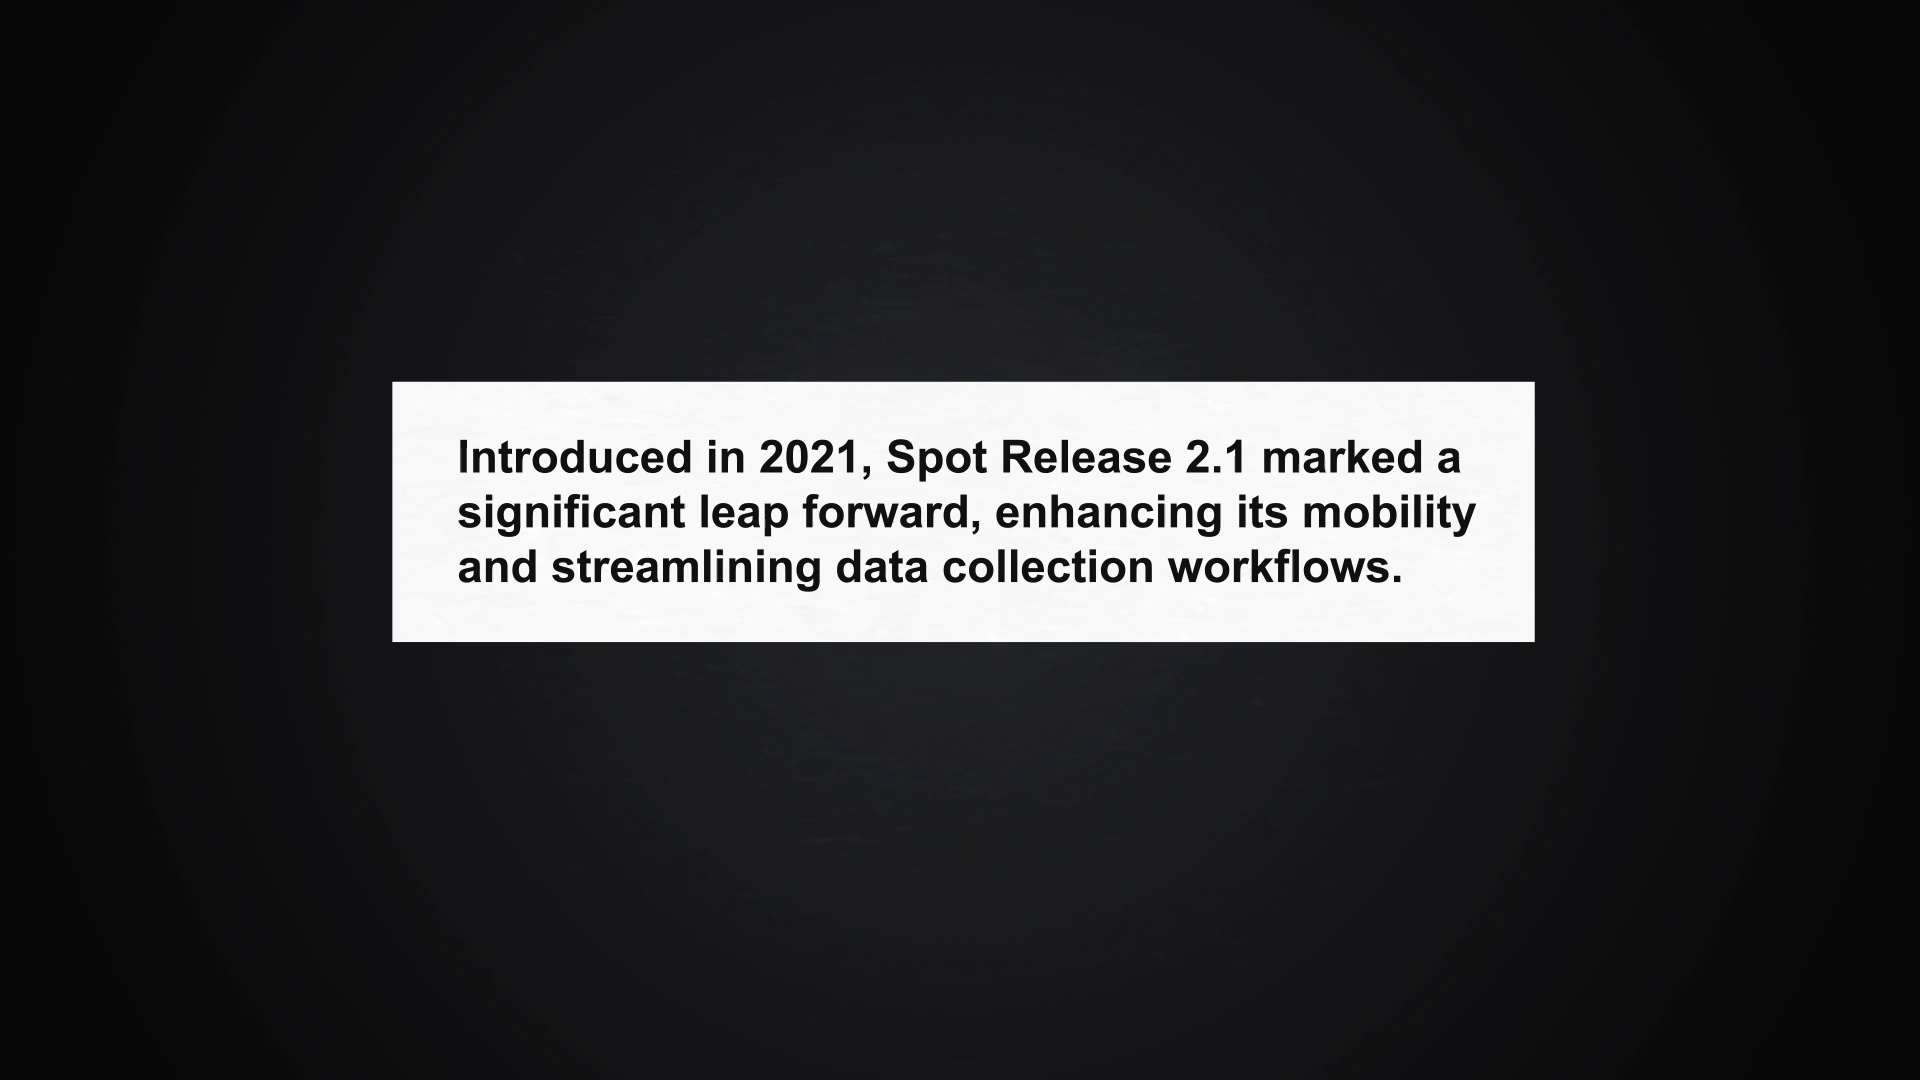 Introduced in 2021, Spot Release 2.1 marked a
significant leap forward, enhancing its mobility
and streamlining data collection workflows.